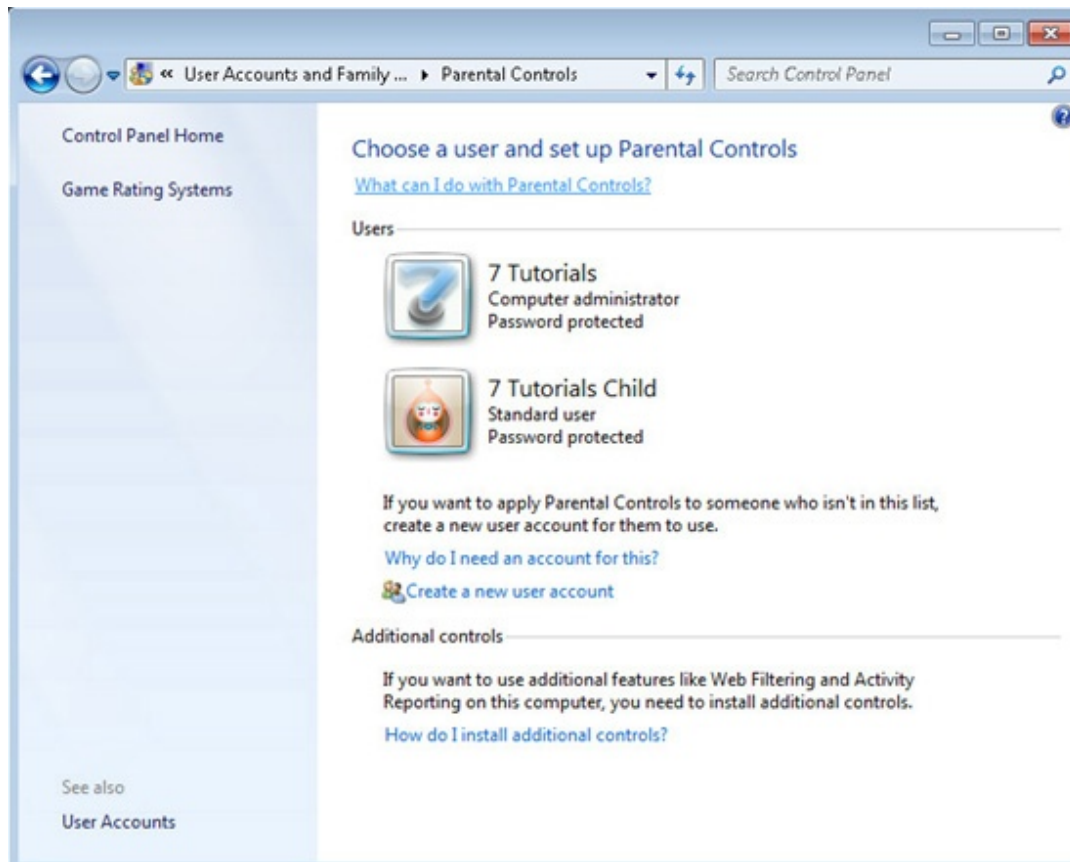 « User Accounts and Family ... ▸ Parental Controls
Search Control Panel
Control Panel Home
Game Rating Systems
Choose a user and set up Parental Controls
What can I do with Parental Controls?
Users
7 Tutorials
Computer administrator
Password protected
7 Tutorials Child
Standard user
Password protected
If you want to apply Parental Controls to someone who isn't in this list,
create a new user account for them to use.
Why do I need an account for this?
Create a new user account
Additional controls
If you want to use additional features like Web Filtering and Activity
Reporting on this computer, you need to install additional controls.
How do I install additional controls?
See also
User Accounts